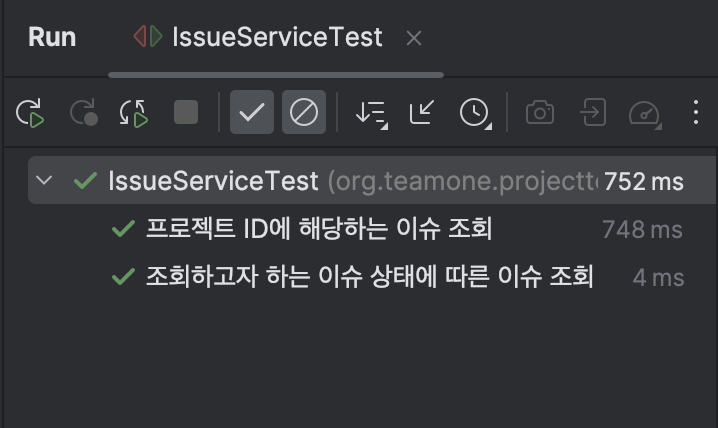 Run IssueServiceTest
IssueServiceTest (org.teamone.projectt 752 ms
프로젝트 ID에 해당하는 이슈 조회 748 ms
조회하고자 하는 이슈 상태에 따른 이슈 조회 4 ms